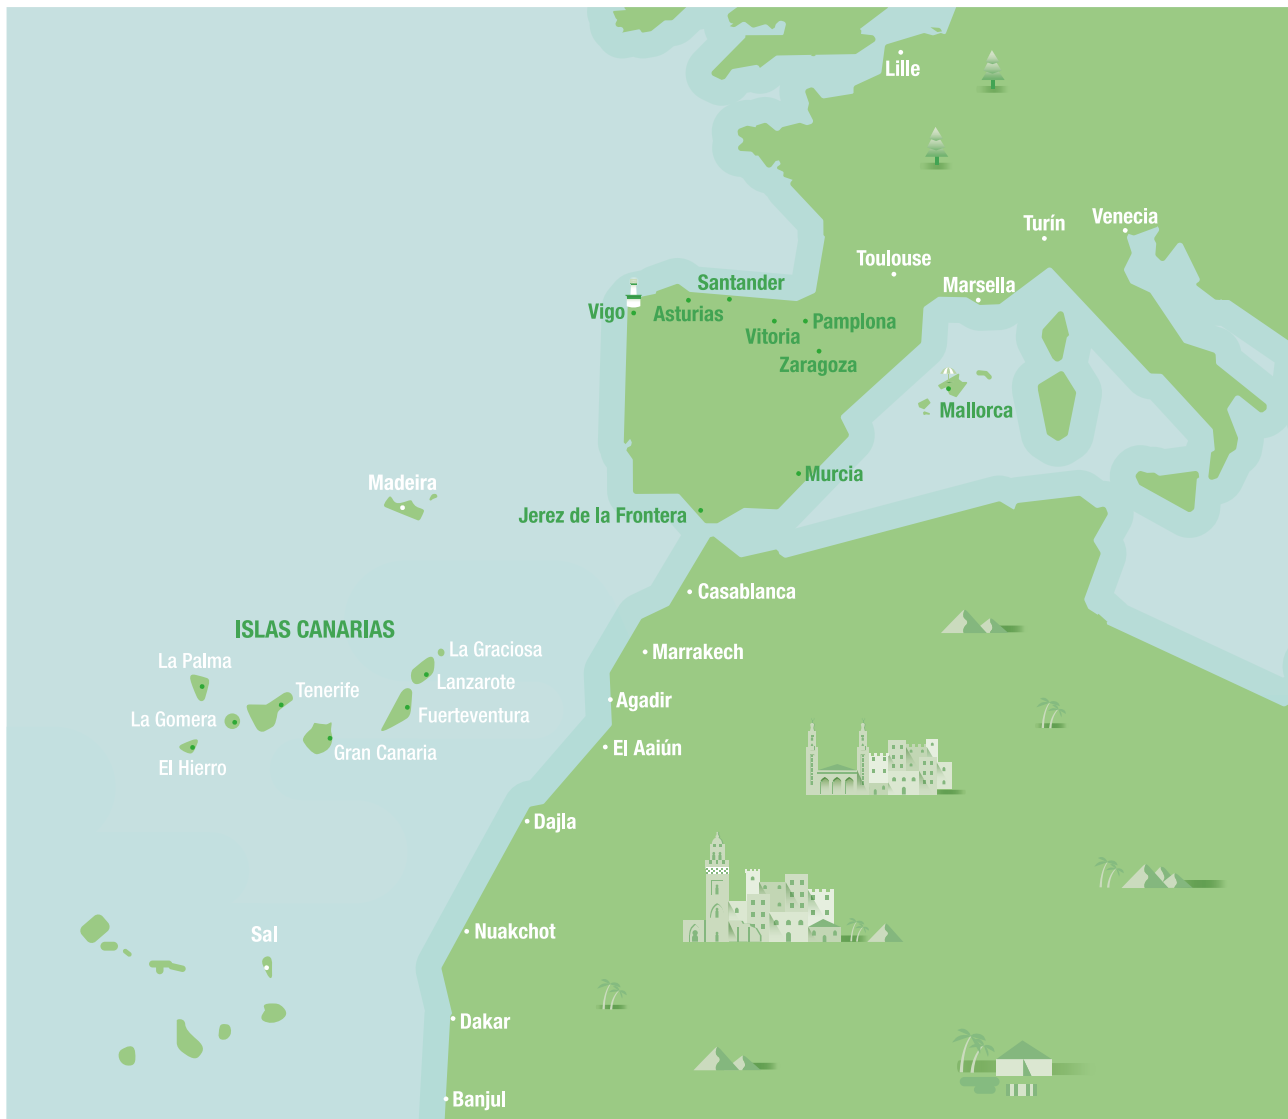 Lille
Turín
Venecia
Toulouse
Marsella
Santander
Vigo
Asturias
Pamplona
Vitoria
Zaragoza
Mallorca
Murcia
Madeira
Jerez de la Frontera
Casablanca
ISLAS CANARIAS
La Graciosa
Marrakech
La Palma
Lanzarote
Tenerife
Agadir
La Gomera
Fuerteventura
El Aaiún
Gran Canaria
El Hierro
Dajla
Nuakchot
Sal
Dakar
Banjul